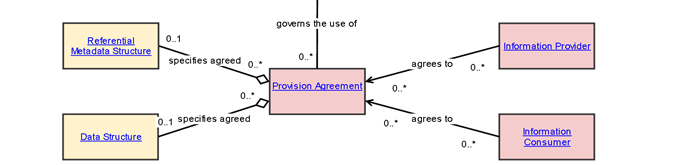 governs the use of
0..*
Referential
Metadata Structure
0..1
specifies agreed
0..*
Provision Agreement
Information Provider
0..*
agrees to
0..*
Data Structure
0..1
specifies agreed
0..*
0..*
agrees to
0..*
Information
Consumer